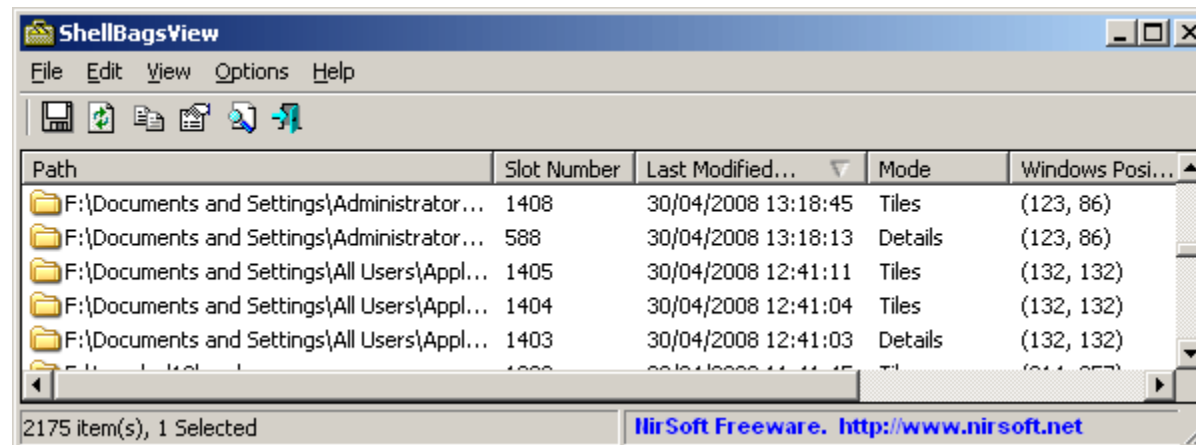 ShellBagsView
File Edit View Options Help
Path Slot Number Last Modified... Mode Windows Posi...
F:\Documents and Settings\Administrator... 1408 30/04/2008 13:18:45 Tiles (123, 86)
F:\Documents and Settings\Administrator... 588 30/04/2008 13:18:13 Details (123, 86)
F:\Documents and Settings\All Users\Appl... 1405 30/04/2008 12:41:11 Tiles (132, 132)
F:\Documents and Settings\All Users\Appl... 1404 30/04/2008 12:41:04 Tiles (132, 132)
F:\Documents and Settings\All Users\Appl... 1403 30/04/2008 12:41:03 Details (132, 132)
2175 item(s), 1 Selected NirSoft Freeware. http://www.nirsoft.net